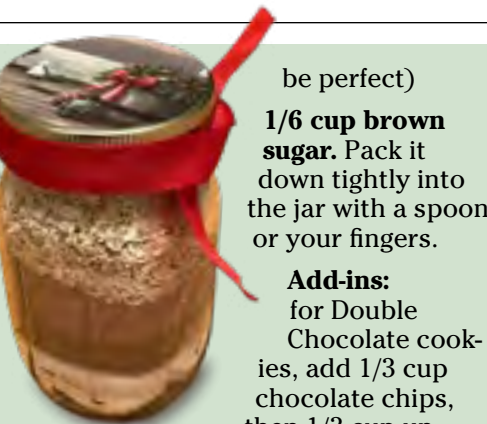 be perfect)
1/6 cup brown
sugar. Pack it
down tightly into
the jar with a spoon
or your fingers.
Add-ins:
for Double
Chocolate cook-
ies, add 1/3 cup
chocolate chips,